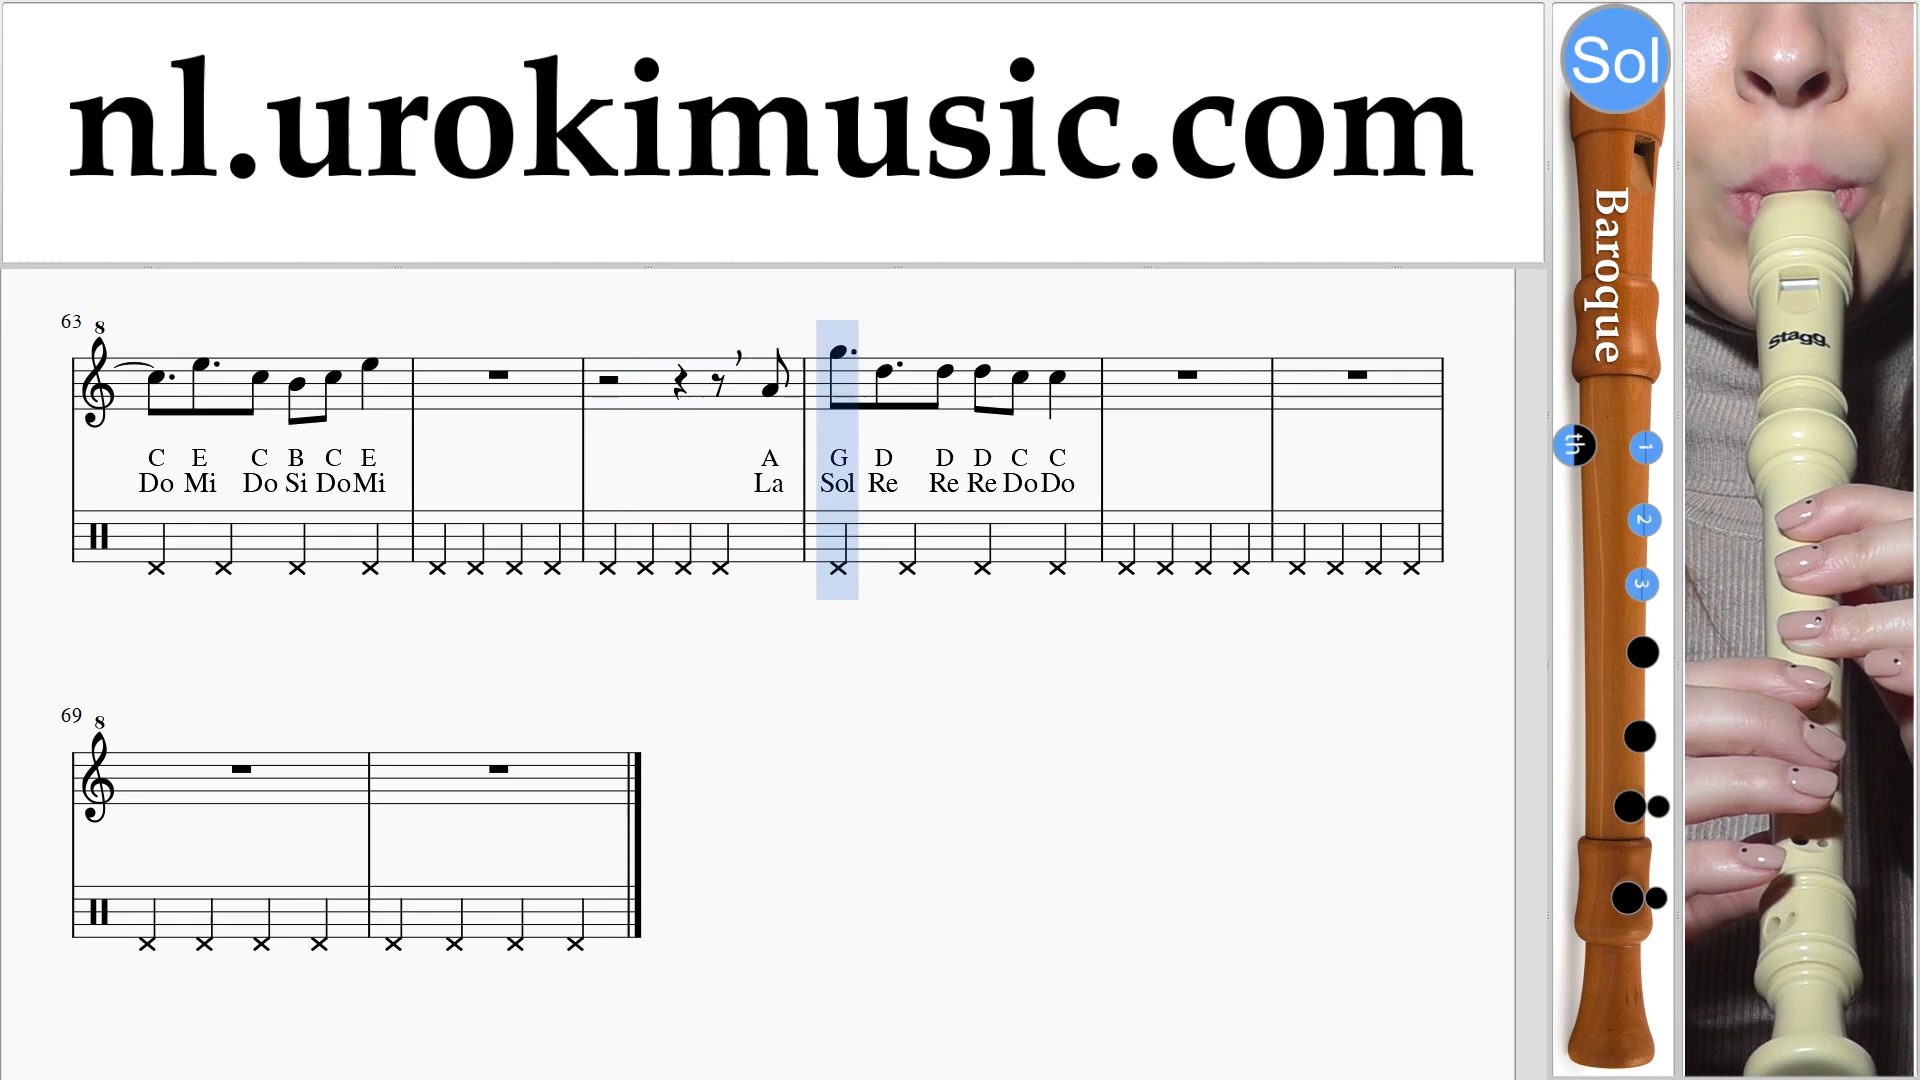 nl.urokimusic.com
Sol
Baroque
Stagg
th
1
2
3
63
8
C E C B C E A G D D D C C
Do Mi Do Si Do Mi La Sol Re Re Re Do Do
69
8